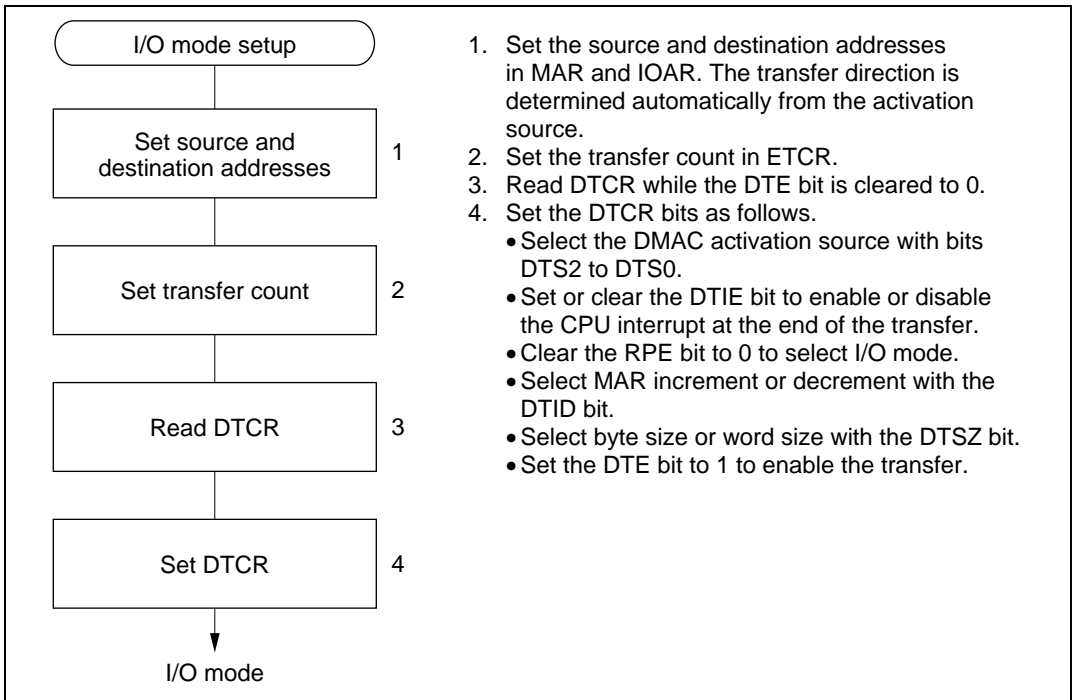 I/O mode setup
Set source and
destination addresses
1
Set transfer count
2
Read DTCR
3
Set DTCR
4
I/O mode
1. Set the source and destination addresses
in MAR and IOAR. The transfer direction is
determined automatically from the activation
source.
2. Set the transfer count in ETCR.
3. Read DTCR while the DTE bit is cleared to 0.
4. Set the DTCR bits as follows.
• Select the DMAC activation source with bits
DTS2 to DTS0.
• Set or clear the DTIE bit to enable or disable
the CPU interrupt at the end of the transfer.
• Clear the RPE bit to 0 to select I/O mode.
• Select MAR increment or decrement with the
DTID bit.
• Select byte size or word size with the DTSZ bit.
• Set the DTE bit to 1 to enable the transfer.